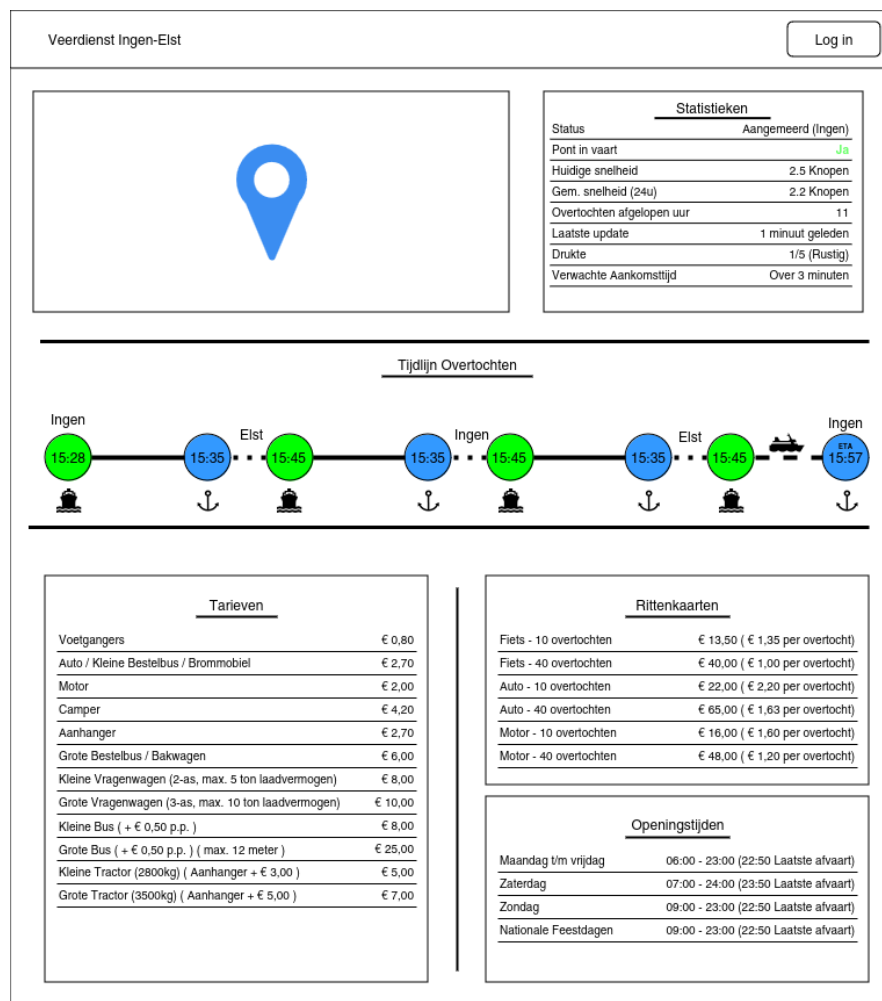 Veerdienst Ingen-Elst
Log in
Statistieken
Status Aangemeerd (Ingen)
Pont in vaart Ja
Huidige snelheid 2.5 Knopen
Gem. snelheid (24u) 2.2 Knopen
Overtochten afgelopen uur 11
Laatste update 1 minuut geleden
Drukte 1/5 (Rustig)
Verwachte Aankomsttijd Over 3 minuten
Tijdlijn Overtochten
Ingen Elst Ingen Elst Ingen
ETA
15:28 15:35 15:45 15:35 15:45 15:35 15:45 15:57
Tarieven
Voetgangers € 0,80
Auto / Kleine Bestelbus / Brommobiel € 2,70
Motor € 2,00
Camper € 4,20
Aanhanger € 2,70
Grote Bestelbus / Bakwagen € 6,00
Kleine Vragenwagen (2-as, max. 5 ton laadvermogen) € 8,00
Grote Vragenwagen (3-as, max. 10 ton laadvermogen) € 10,00
Kleine Bus ( + € 0,50 p.p. ) € 8,00
Grote Bus ( + € 0,50 p.p. ) ( max. 12 meter ) € 25,00
Kleine Tractor (2800kg) ( Aanhanger + € 3,00 ) € 5,00
Grote Tractor (3500kg) ( Aanhanger + € 5,00 ) € 7,00
Rittenkaarten
Fiets - 10 overtochten € 13,50 ( € 1,35 per overtocht)
Fiets - 40 overtochten € 40,00 ( € 1,00 per overtocht)
Auto - 10 overtochten € 22,00 ( € 2,20 per overtocht)
Auto - 40 overtochten € 65,00 ( € 1,63 per overtocht)
Motor - 10 overtochten € 16,00 ( € 1,60 per overtocht)
Motor - 40 overtochten € 48,00 ( € 1,20 per overtocht)
Openingstijden
Maandag t/m vrijdag 06:00 - 23:00 (22:50 Laatste afvaart)
Zaterdag 07:00 - 24:00 (23:50 Laatste afvaart)
Zondag 09:00 - 23:00 (22:50 Laatste afvaart)
Nationale Feestdagen 09:00 - 23:00 (22:50 Laatste afvaart)